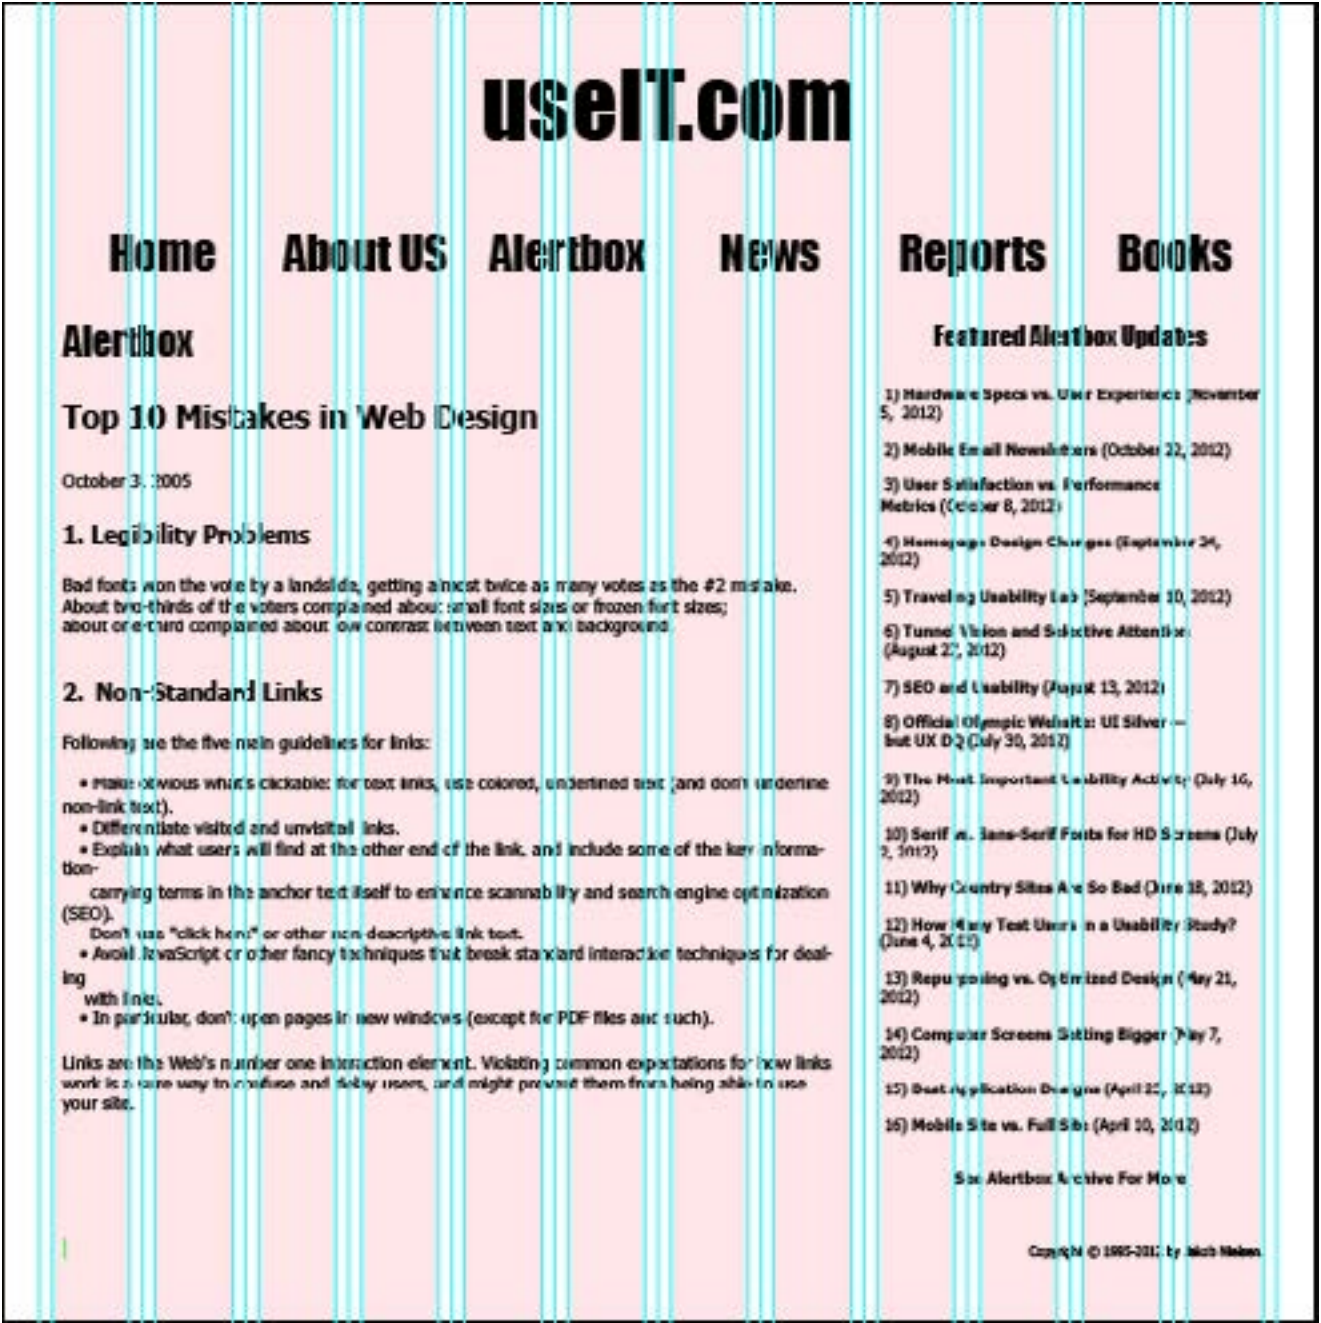 useIT.com
Home About US Alertbox News Reports Books
Alertbox
Top 10 Mistakes in Web Design
October 3, 2005
1. Legibility Problems
Bad fonts won the vote by a landslide, getting almost twice as many votes as the #2 mistake.
About two-thirds of the voters complained about small font sizes or frozen font sizes;
about one-third complained about low contrast between text and background
2. Non-Standard Links
Following are the five main guidelines for links:
• Make obvious what's clickable: for text links, use colored, underlined text (and don't underline
non-link text).
• Differentiate visited and unvisited links.
• Explain what users will find at the other end of the link, and include some of the key informa-
tion-
carrying terms in the anchor text itself to enhance scannability and search engine optimization
(SEO).
Don't use "click here" or other non-descriptive link text.
• Avoid JavaScript or other fancy techniques that break standard interaction techniques for deal-
ing
with links.
• In particular, don't open pages in new windows (except for PDF files and such).
Links are the Web's number one interaction element. Violating common expectations for how links
work is a sure way to confuse and delay users, and might prevent them from being able to use
your site.
Featured Alertbox Updates
1) Hardware Specs vs. User Experience (November
5, 2012)
2) Mobile Email Newsletters (October 22, 2012)
3) User Satisfaction vs. Performance
Metrics (October 8, 2012)
4) Homepage Design Changes (September 24,
2012)
5) Traveling Usability Lab (September 10, 2012)
6) Tunnel Vision and Selective Attention
(August 27, 2012)
7) SEO and Usability (August 13, 2012)
8) Official Olympic Website: UI Silver —
but UX DQ (July 30, 2012)
9) The Most Important Usability Activity (July 16,
2012)
10) Serif vs. Sans-Serif Fonts for HD Screens (July
2, 2012)
11) Why Country Sites Are So Bad (June 18, 2012)
12) How Many Test Users in a Usability Study?
(June 4, 2012)
13) Repurposing vs. Optimized Design (May 21,
2012)
14) Computer Screens Getting Bigger (May 7,
2012)
15) Best Application Designs (April 23, 2012)
16) Mobile Site vs. Full Site (April 10, 2012)
See Alertbox Archive For More
Copyright © 1995-2012 by Jakob Nielsen